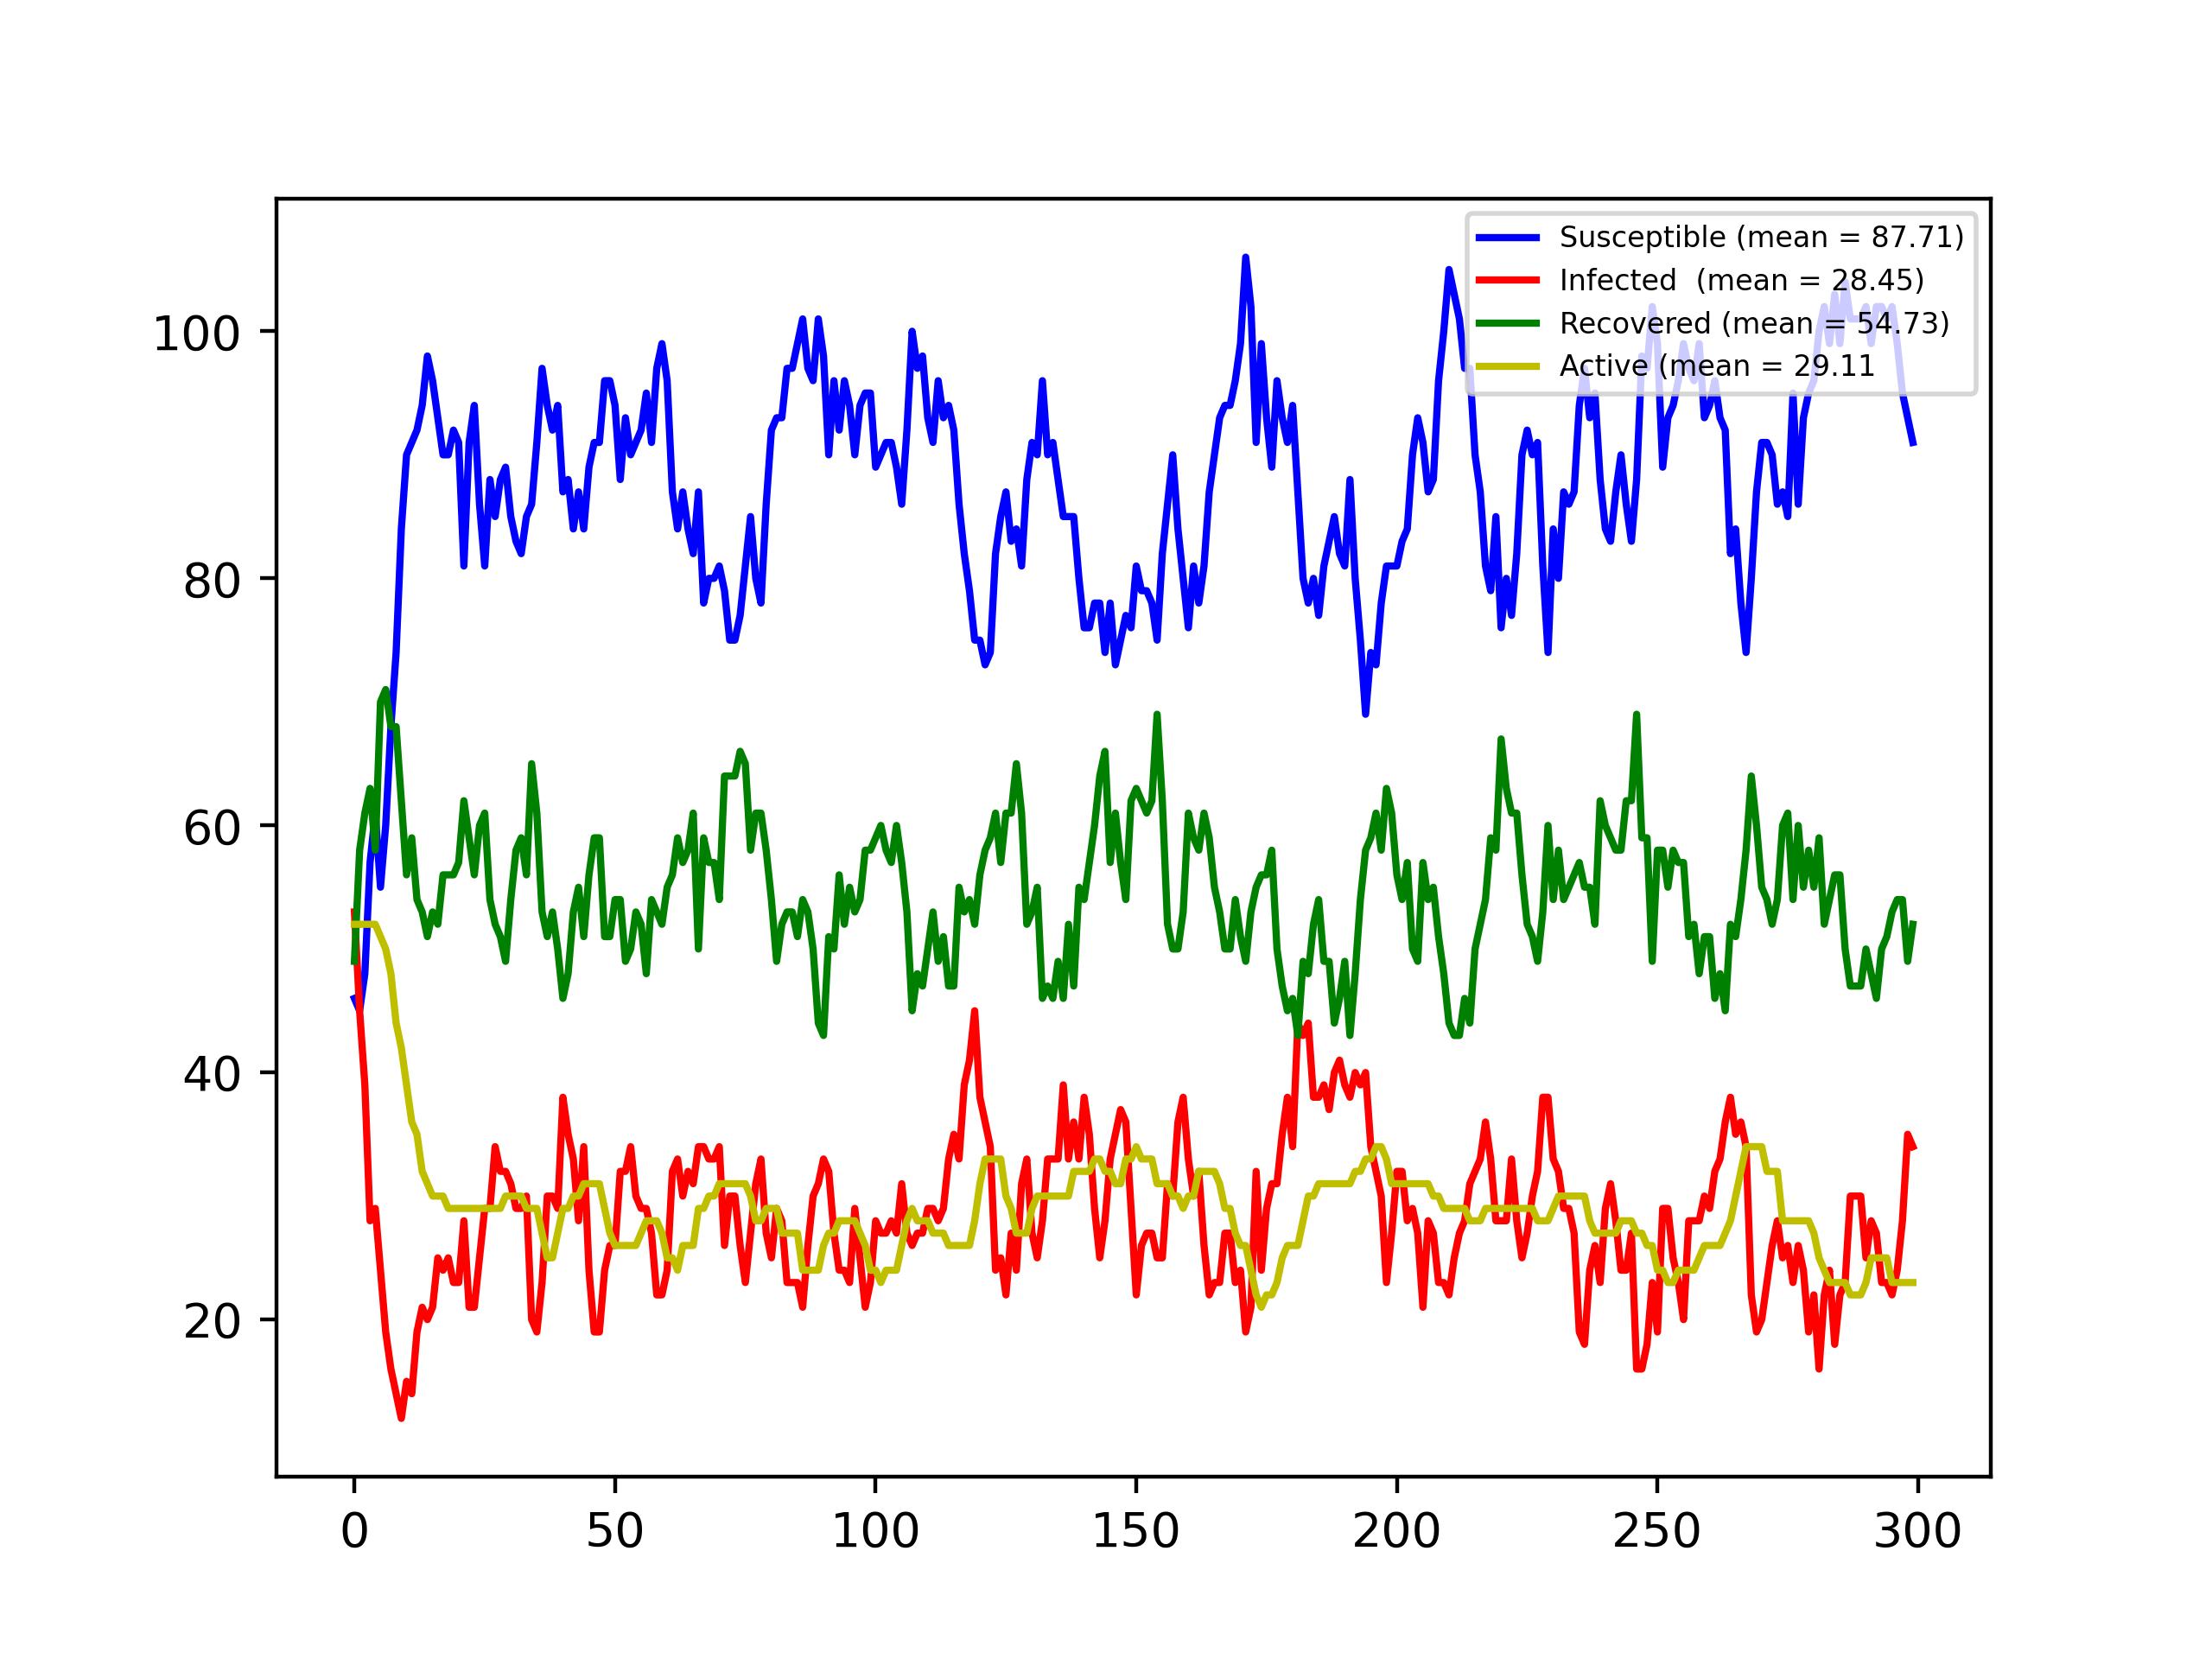 Susceptible (mean = 87.71)
Infected  (mean = 28.45)
Recovered (mean = 54.73)
Active (mean = 29.11
100
80
60
40
20
0 50 100 150 200 250 300